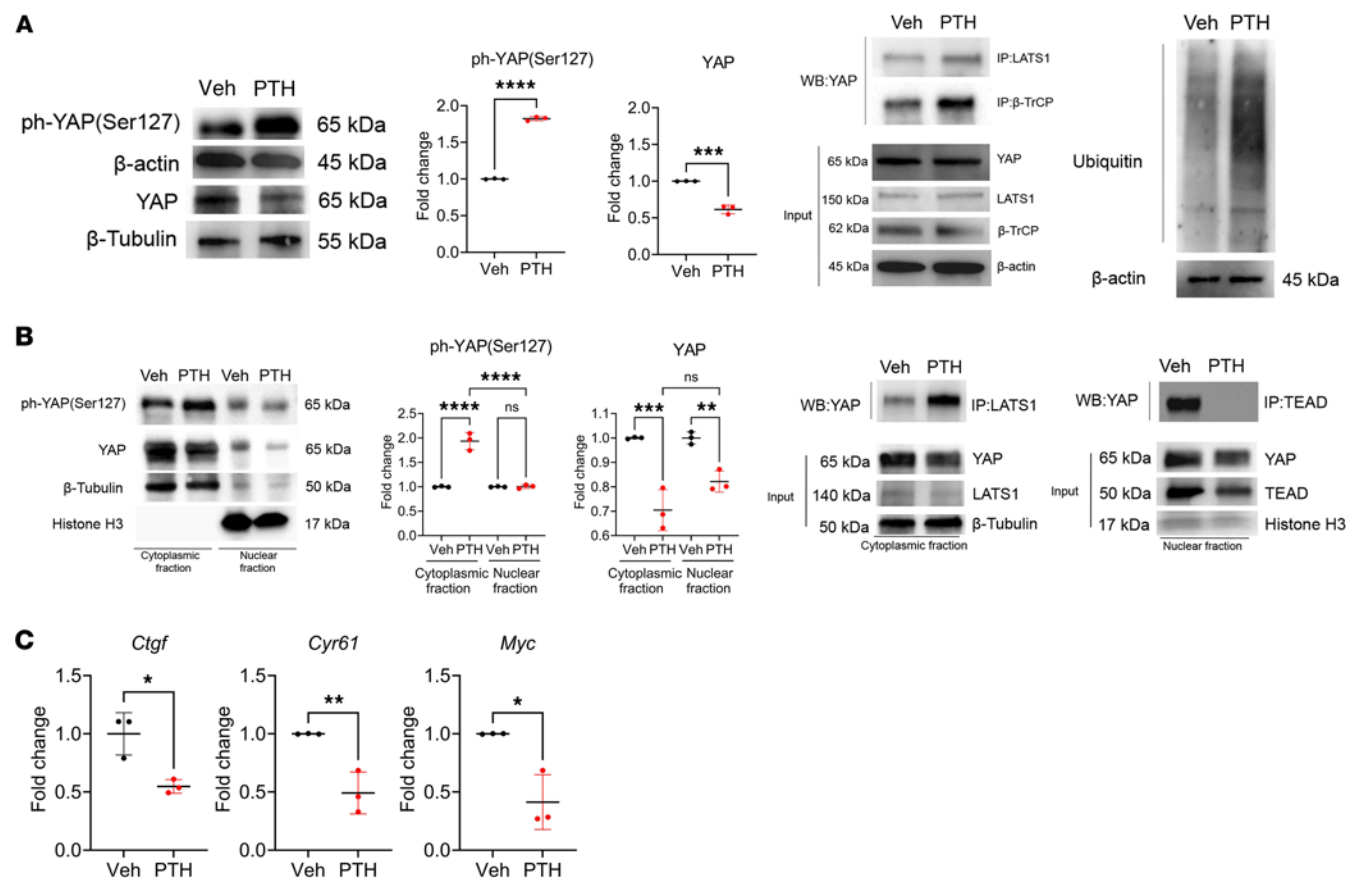 A
Veh PTH
ph-YAP(Ser127) 65 kDa
β-actin 45 kDa
YAP 65 kDa
β-Tubulin 55 kDa
ph-YAP(Ser127)
****
Fold change
2.0
1.5
1.0
0.5
0.0
Veh PTH
YAP
***
Fold change
2.0
1.5
1.0
0.5
0.0
Veh PTH
Veh PTH
WB:YAP
IP:LATS1
IP:β-TrCP
Input
65 kDa YAP
150 kDa LATS1
62 kDa β-TrCP
45 kDa β-actin
Veh PTH
Ubiquitin
β-actin 45 kDa
B
Veh PTH Veh PTH
ph-YAP(Ser127) 65 kDa
YAP 65 kDa
β-Tubulin 50 kDa
Histone H3 17 kDa
Cytoplasmic fraction
Nuclear fraction
ph-YAP(Ser127)
****
**** ns
Fold change
2.5
2.0
1.5
1.0
0.5
0.0
Veh PTH Veh PTH
Cytoplasmic fraction
Nuclear fraction
YAP
ns
*** **
Fold change
1.1
1.0
0.9
0.8
0.7
0.6
Veh PTH Veh PTH
Cytoplasmic fraction
Nuclear fraction
Veh PTH
WB:YAP IP:LATS1
Input
65 kDa YAP
140 kDa LATS1
50 kDa β-Tubulin
Cytoplasmic fraction
Veh PTH
WB:YAP IP:TEAD
Input
65 kDa YAP
50 kDa TEAD
17 kDa Histone H3
Nuclear fraction
C
Ctgf
*
Fold change
1.5
1.0
0.5
0.0
Veh PTH
Cyr61
**
Fold change
1.5
1.0
0.5
0.0
Veh PTH
Myc
*
Fold change
1.5
1.0
0.5
0.0
Veh PTH